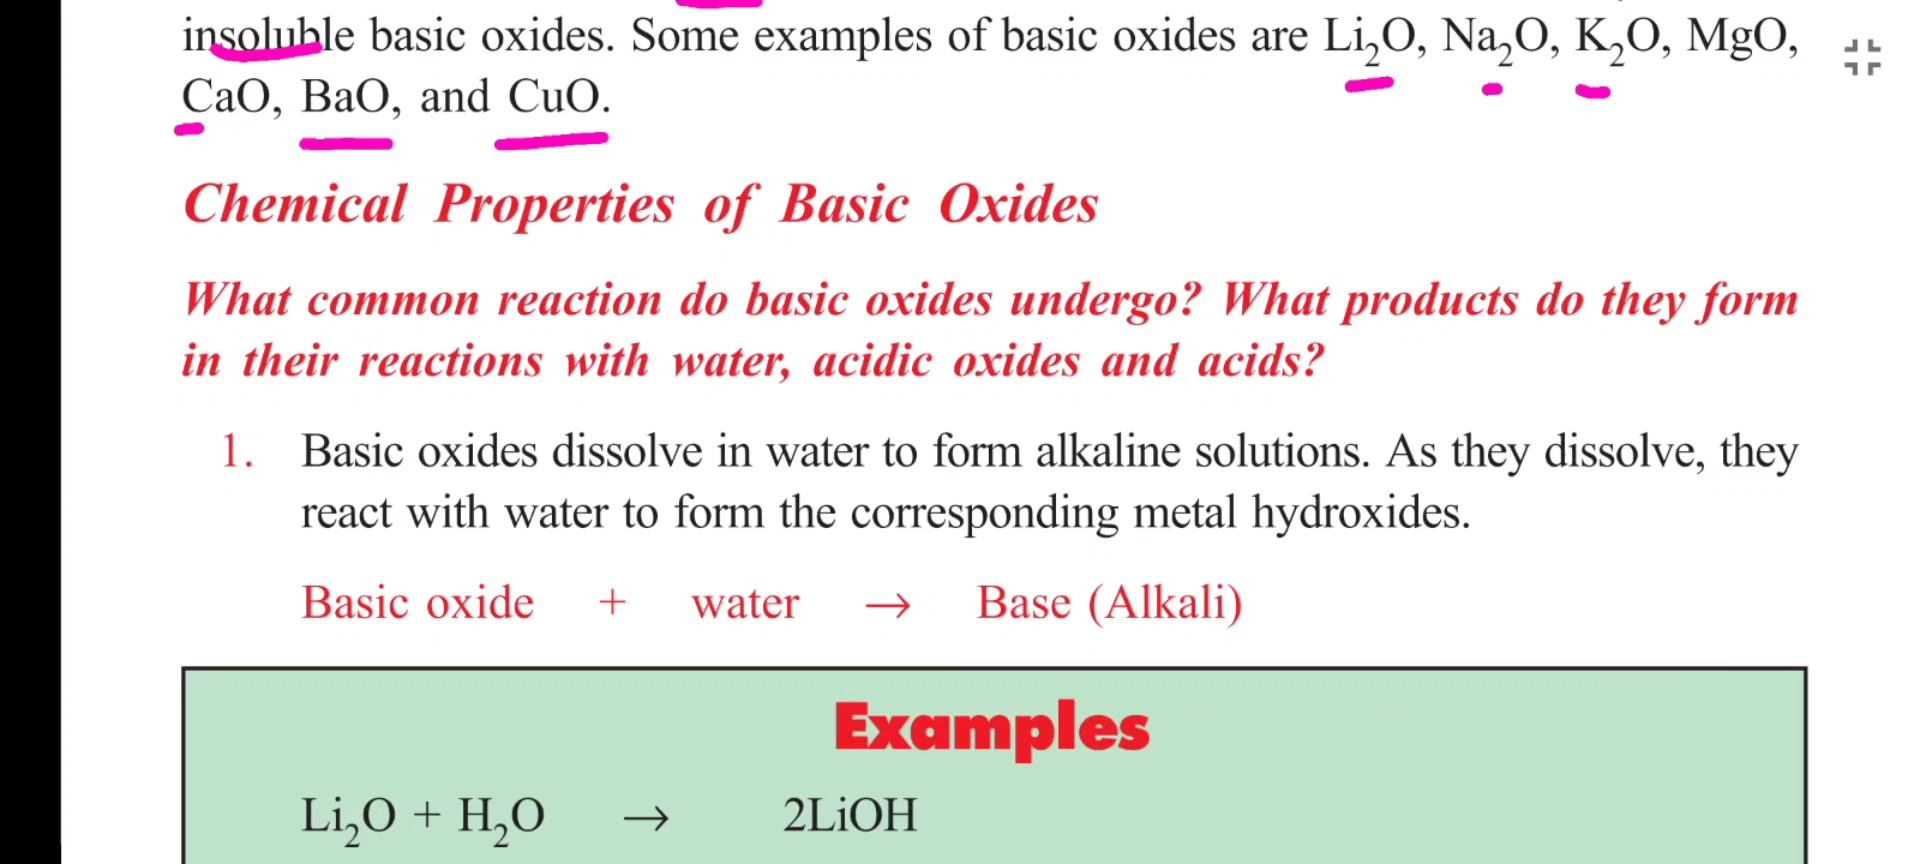 insoluble basic oxides. Some examples of basic oxides are Li₂O, Na₂O, K₂O, MgO,
CaO, BaO, and CuO.
Chemical Properties of Basic Oxides
What common reaction do basic oxides undergo? What products do they form
in their reactions with water, acidic oxides and acids?
1. Basic oxides dissolve in water to form alkaline solutions. As they dissolve, they
react with water to form the corresponding metal hydroxides.
Basic oxide + water → Base (Alkali)
Examples
Li₂O + H₂O → 2LiOH